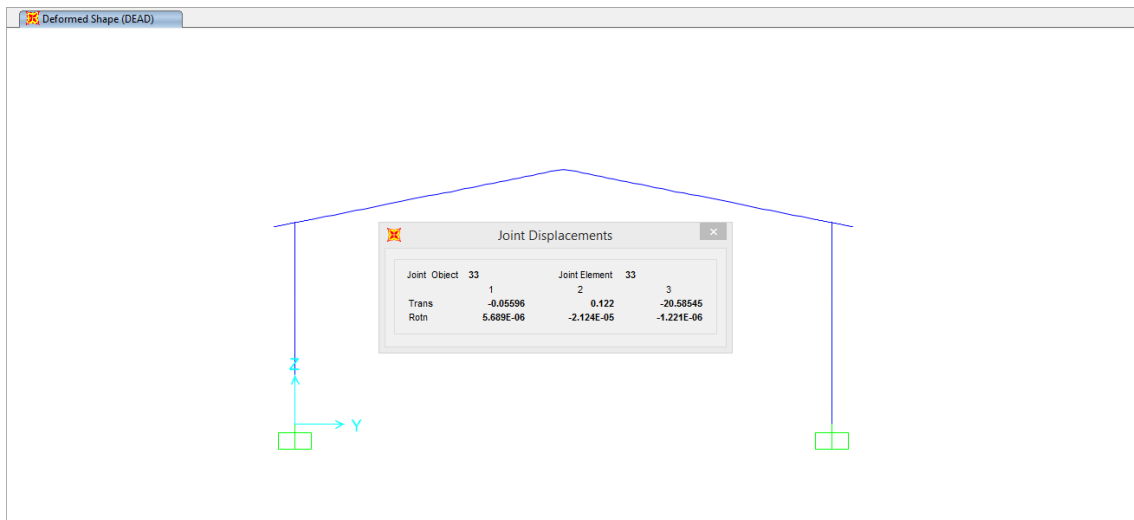 Deformed Shape (DEAD)
Joint Displacements
Joint Object 33 Joint Element 33
1 2 3
Trans -0.05596 0.122 -20.58545
Rotn 5.689E-06 -2.124E-05 -1.221E-06
Z
Y